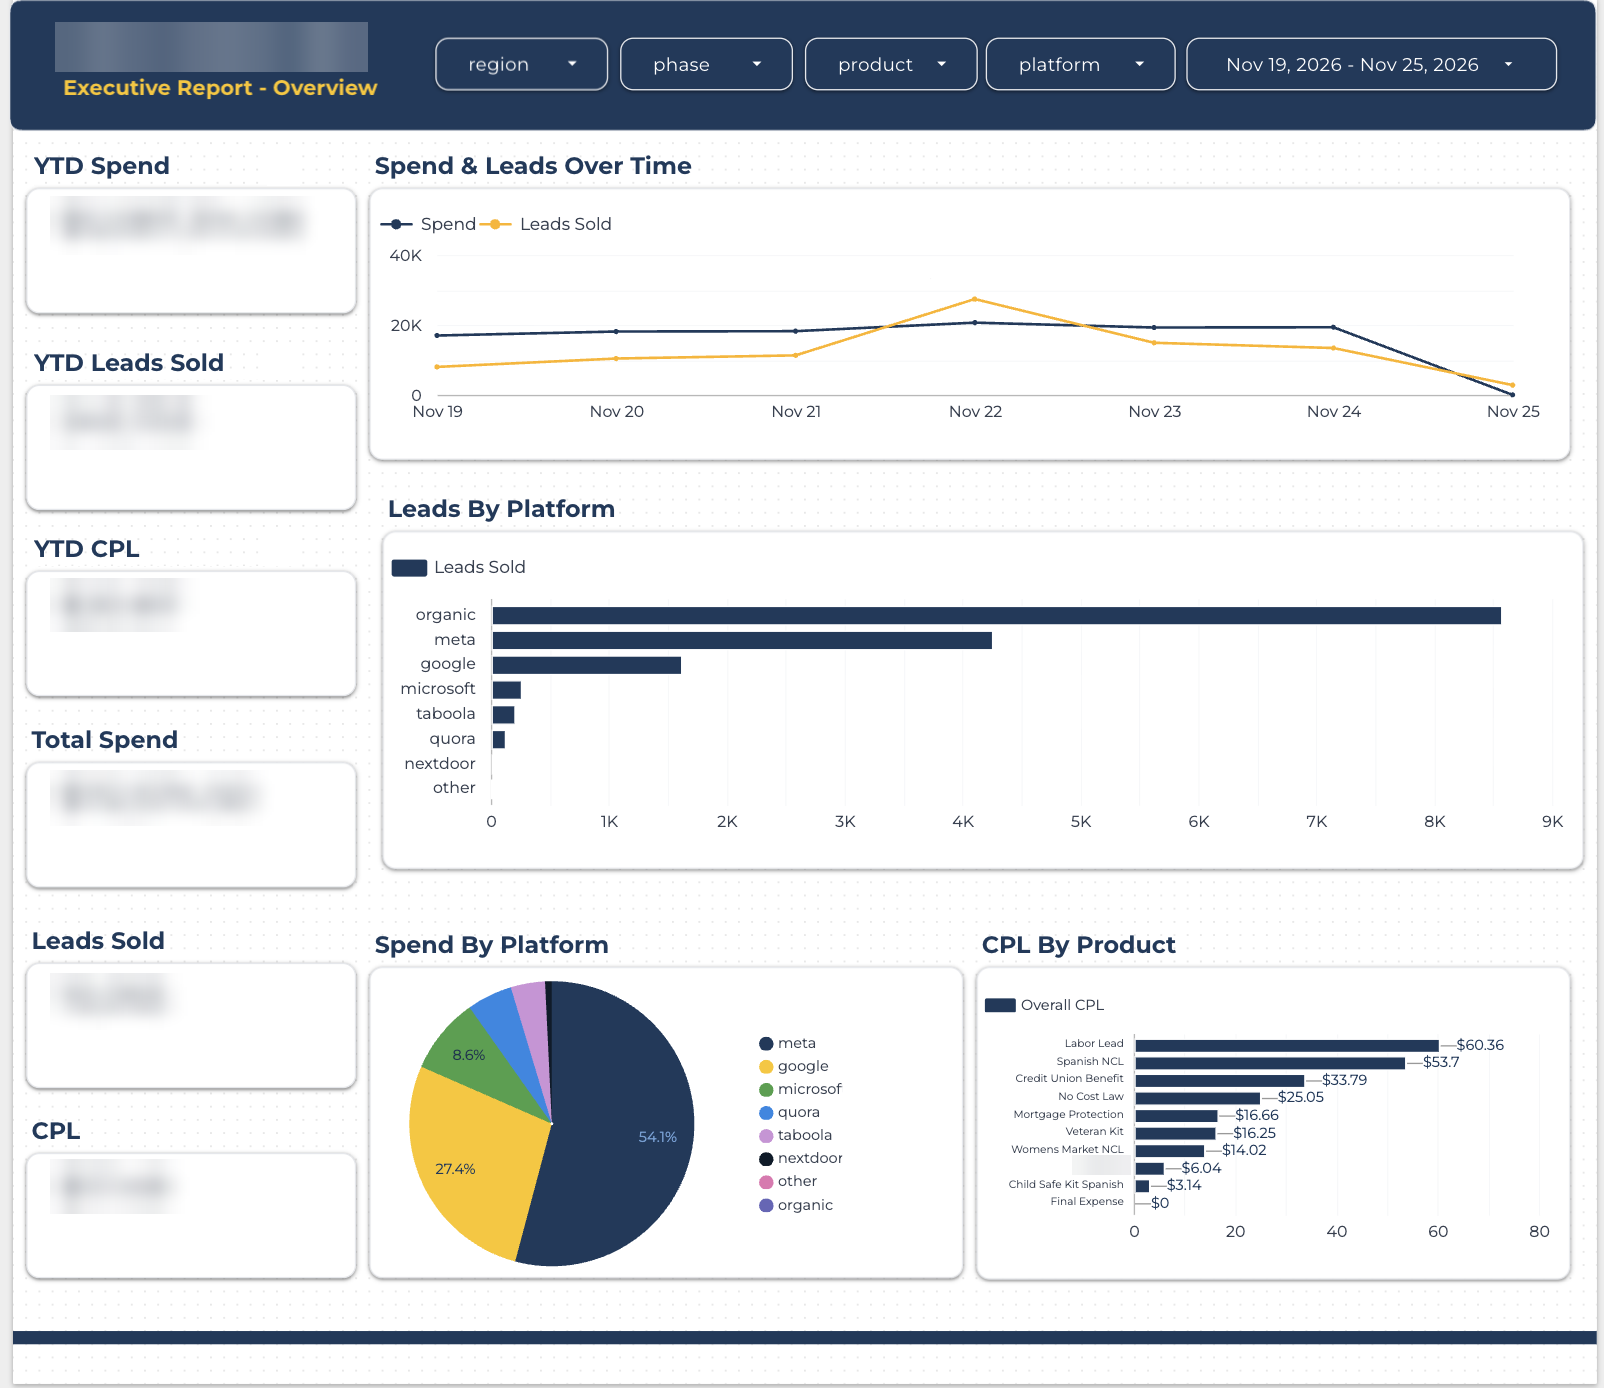 Executive Report - Overview
region
phase
product
platform
Nov 19, 2026 - Nov 25, 2026
YTD Spend
YTD Leads Sold
YTD CPL
Total Spend
Leads Sold
CPL
Spend & Leads Over Time
Spend
Leads Sold
40K
20K
0
Nov 19
Nov 20
Nov 21
Nov 22
Nov 23
Nov 24
Nov 25
Leads By Platform
Leads Sold
organic
meta
google
microsoft
taboola
quora
nextdoor
other
0
1K
2K
3K
4K
5K
6K
7K
8K
9K
Spend By Platform
8.6%
54.1%
27.4%
meta
google
microsof
quora
taboola
nextdoor
other
organic
CPL By Product
Overall CPL
Labor Lead $60.36
Spanish NCL $53.7
Credit Union Benefit $33.79
No Cost Law $25.05
Mortgage Protection $16.66
Veteran Kit $16.25
Womens Market NCL $14.02
$6.04
Child Safe Kit Spanish $3.14
Final Expense $0
0
20
40
60
80